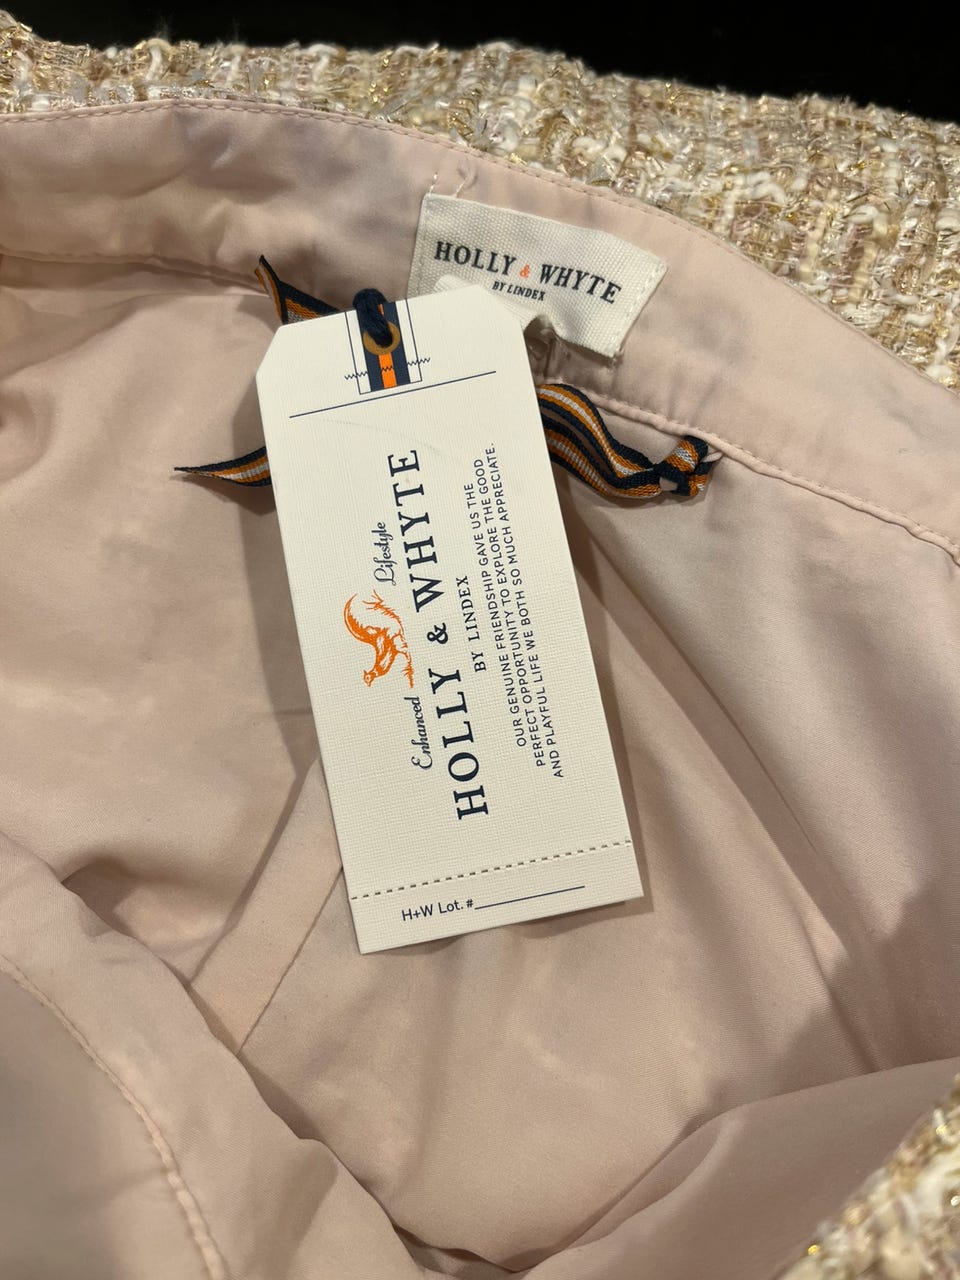 HOLLY & WHYTE
BY LINDEX
Enhanced Lifestyle
HOLLY & WHYTE
BY LINDEX
OUR GENUINE FRIENDSHIP GAVE US THE
PERFECT OPPORTUNITY TO EXPLORE THE GOOD
AND PLAYFUL LIFE WE BOTH SO MUCH APPRECIATE.
H+W Lot. #